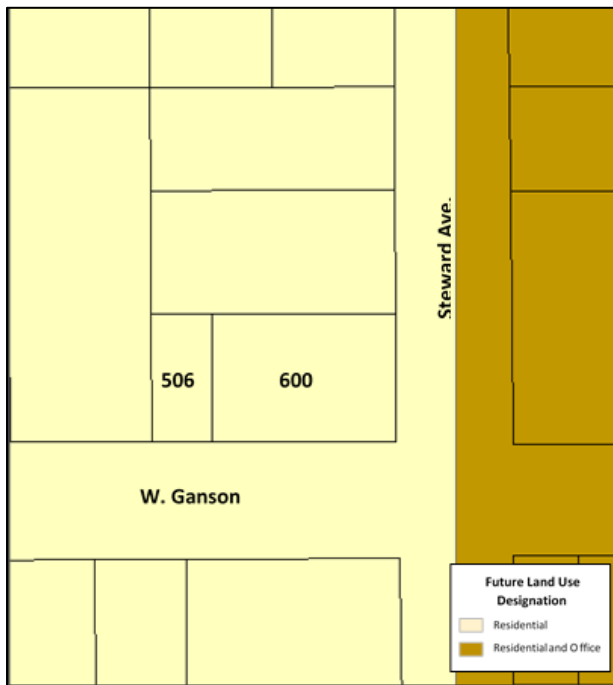 Steward Ave.
506
600
W. Ganson
Future Land Use
Designation
Residential
Residential and Office